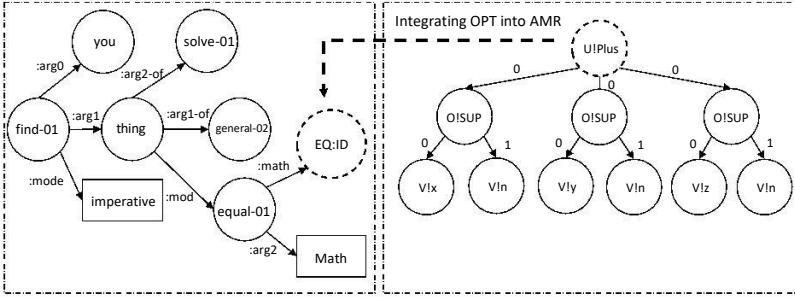 Integrating OPT into AMR
you
solve-01
:arg0
:arg2-of
find-01
:arg1
thing
:arg1-of
general-02
EQ:ID
:mode
imperative
:mod
:math
equal-01
:arg2
Math
U!Plus
0
0
0
O!SUP
O!SUP
O!SUP
0
1
0
1
0
1
V!x
V!n
V!y
V!n
V!z
V!n